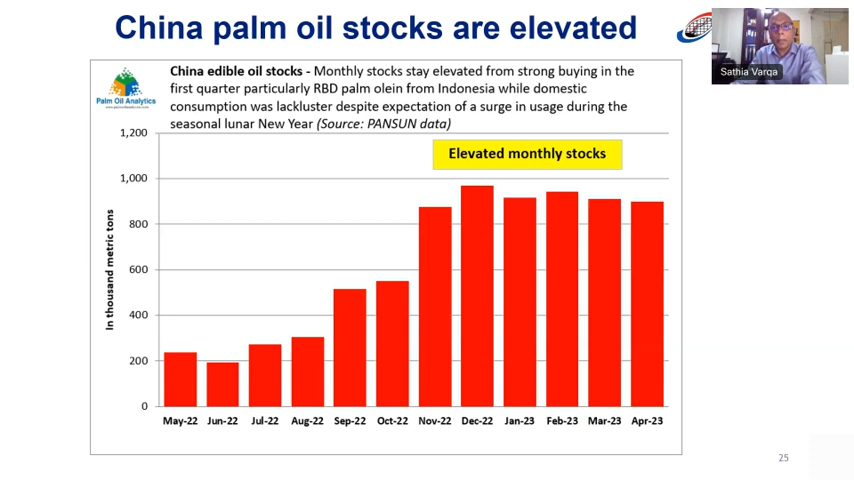 China palm oil stocks are elevated
Sathia Varqa
China edible oil stocks - Monthly stocks stay elevated from strong buying in the
first quarter particularly RBD palm olein from Indonesia while domestic
consumption was lackluster despite expectation of a surge in usage during the
seasonal lunar New Year (Source: PANSUN data)
Palm Oil Analytics
Elevated monthly stocks
In thousand metric tons
1,200
1,000
800
600
400
200
0
May-22 Jun-22 Jul-22 Aug-22 Sep-22 Oct-22 Nov-22 Dec-22 Jan-23 Feb-23 Mar-23 Apr-23
25